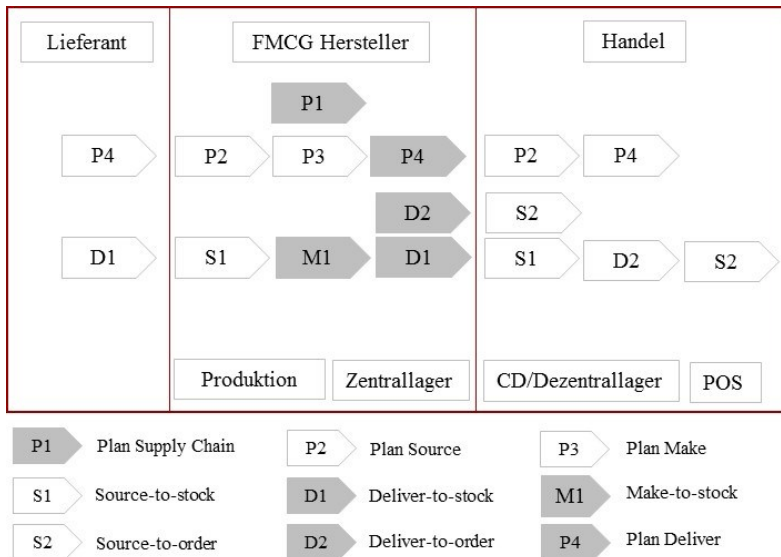 Lieferant FMCG Hersteller Handel
P1
P4 P2 P3 P4 P2 P4
D2 S2
D1 S1 M1 D1 S1 D2 S2
Produktion Zentrallager CD/Dezentrallager POS
P1 Plan Supply Chain P2 Plan Source P3 Plan Make
S1 Source-to-stock D1 Deliver-to-stock M1 Make-to-stock
S2 Source-to-order D2 Deliver-to-order P4 Plan Deliver